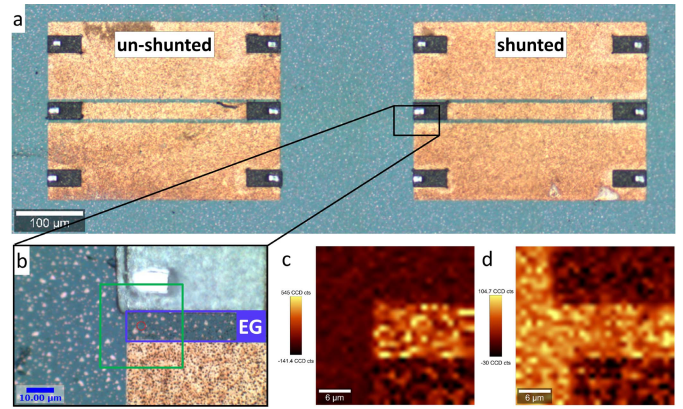 a
un-shunted
shunted
100 µm
b
EG
10.00 µm
c
545 CCD cts
-141.4 CCD cts
6 µm
d
104.7 CCD cts
-30 CCD cts
6 µm